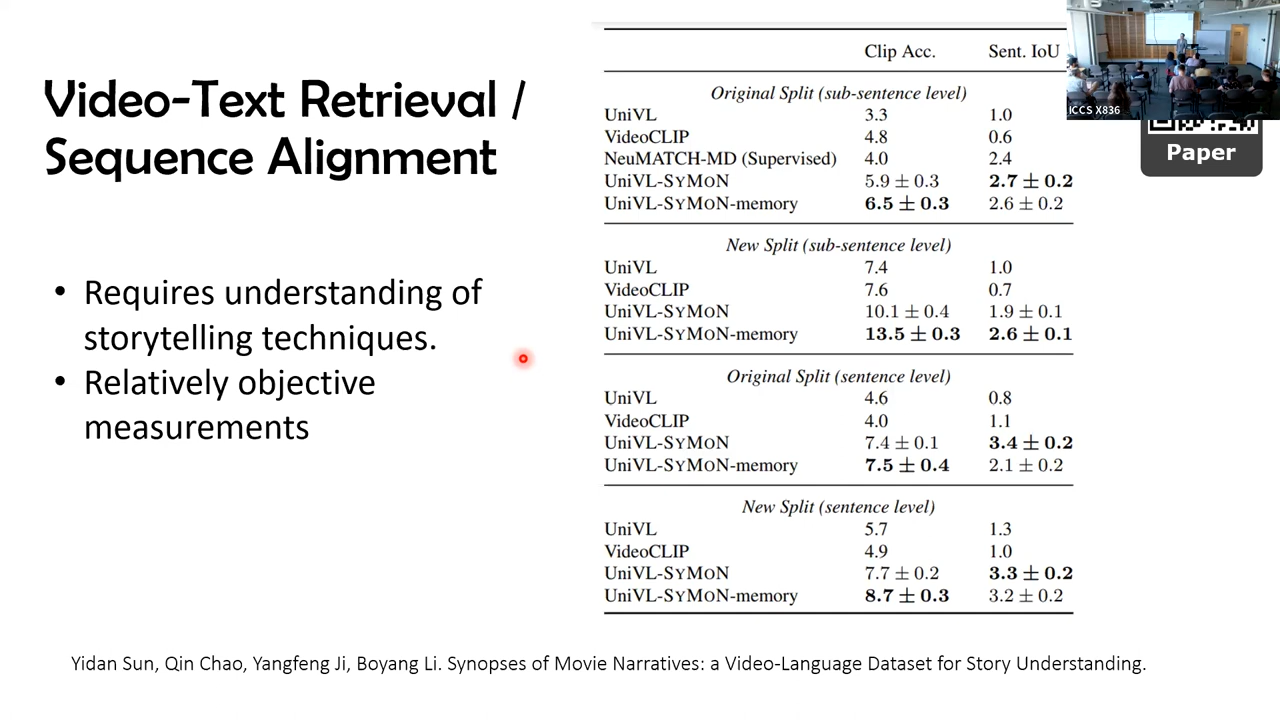 Video-Text Retrieval /
Sequence Alignment
• Requires understanding of
storytelling techniques.
• Relatively objective
measurements
Clip Acc. Sent. IoU
Original Split (sub-sentence level)
UniVL 3.3 1.0
VideoCLIP 4.8 0.6
NeuMATCH-MD (Supervised) 4.0 2.4
UniVL-SYMON 5.9 ± 0.3 2.7 ± 0.2
UniVL-SYMON-memory 6.5 ± 0.3 2.6 ± 0.2
New Split (sub-sentence level)
UniVL 7.4 1.0
VideoCLIP 7.6 0.7
UniVL-SYMON 10.1 ± 0.4 1.9 ± 0.1
UniVL-SYMON-memory 13.5 ± 0.3 2.6 ± 0.1
Original Split (sentence level)
UniVL 4.6 0.8
VideoCLIP 4.0 1.1
UniVL-SYMON 7.4 ± 0.1 3.4 ± 0.2
UniVL-SYMON-memory 7.5 ± 0.4 2.1 ± 0.2
New Split (sentence level)
UniVL 5.7 1.3
VideoCLIP 4.9 1.0
UniVL-SYMON 7.7 ± 0.2 3.3 ± 0.2
UniVL-SYMON-memory 8.7 ± 0.3 3.2 ± 0.2
ICCS X836
Paper
Yidan Sun, Qin Chao, Yangfeng Ji, Boyang Li. Synopses of Movie Narratives: a Video-Language Dataset for Story Understanding.